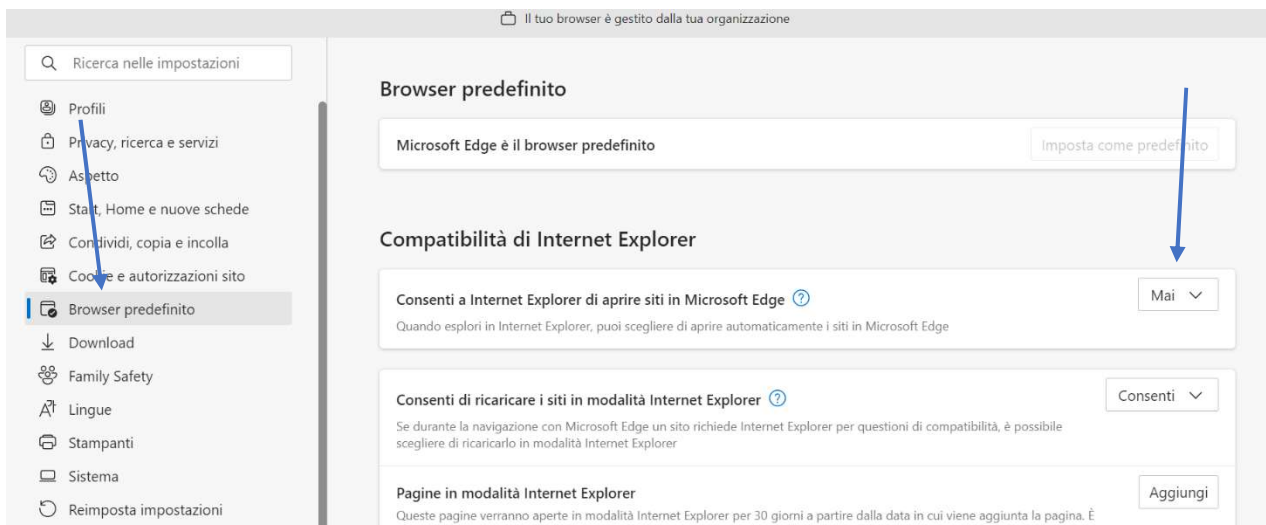 Il tuo browser è gestito dalla tua organizzazione
Ricerca nelle impostazioni
Profili
Privacy, ricerca e servizi
Aspetto
Start, Home e nuove schede
Condividi, copia e incolla
Cookie e autorizzazioni sito
Browser predefinito
Download
Family Safety
Lingue
Stampanti
Sistema
Reimposta impostazioni
Browser predefinito
Microsoft Edge è il browser predefinito
Imposta come predefinito
Compatibilità di Internet Explorer
Consenti a Internet Explorer di aprire siti in Microsoft Edge
Mai
Quando esplori in Internet Explorer, puoi scegliere di aprire automaticamente i siti in Microsoft Edge
Consenti di ricaricare i siti in modalità Internet Explorer
Consenti
Se durante la navigazione con Microsoft Edge un sito richiede Internet Explorer per questioni di compatibilità, è possibile
scegliere di ricaricarlo in modalità Internet Explorer
Pagine in modalità Internet Explorer
Aggiungi
Queste pagine verranno aperte in modalità Internet Explorer per 30 giorni a partire dalla data in cui viene aggiunta la pagina. È